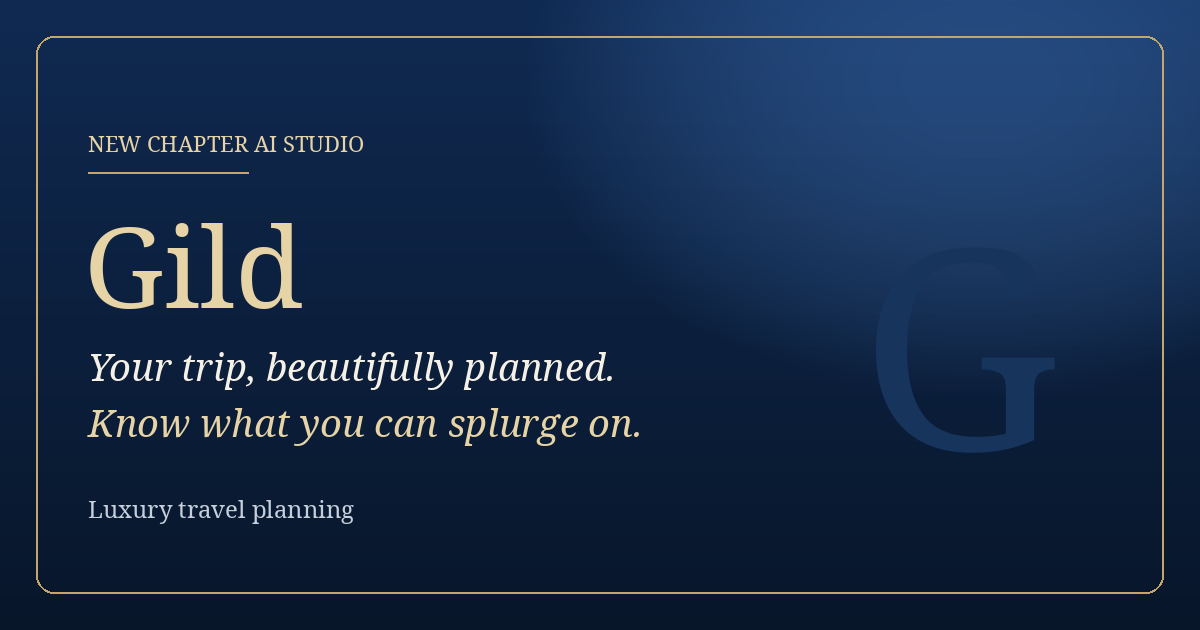 NEW CHAPTER AI STUDIO
Gild
Your trip, beautifully planned.
Know what you can splurge on.
Luxury travel planning
G